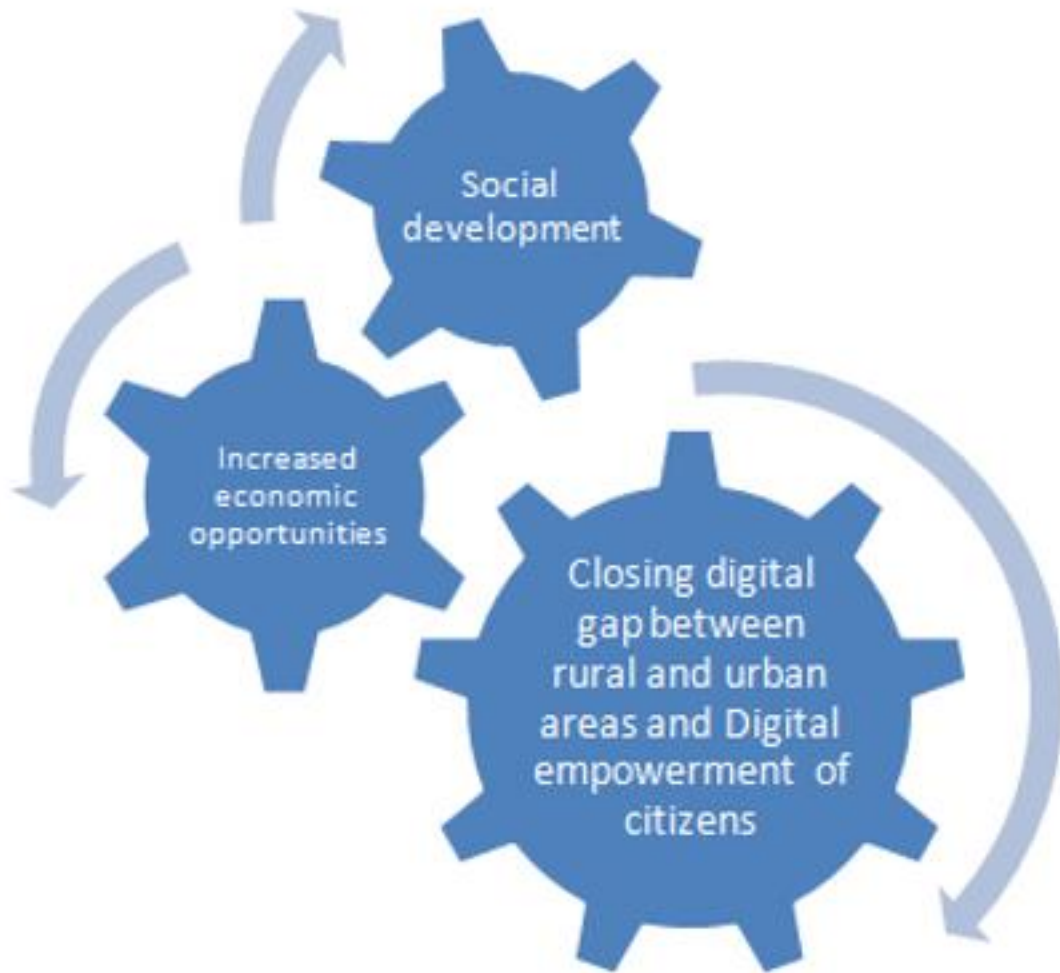 Social
development
Increased
economic
opportunities
Closing digital
gap between
rural and urban
areas and Digital
empowerment of
citizens